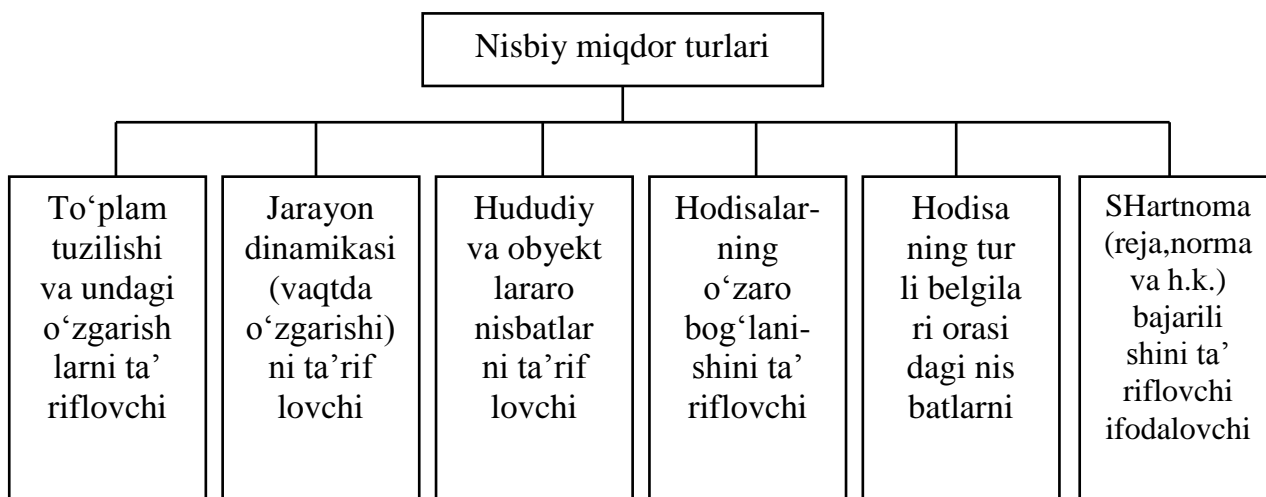 Nisbiy miqdor turlari
To‘plam
tuzilishi
va undagi
o‘zgarish
larni ta’
riflovchi
Jarayon
dinamikasi
(vaqtda
o‘zgarishi)
ni ta’rif
lovchi
Hududiy
va obyekt
lararo
nisbatlar
ni ta’rif
lovchi
Hodisalar-
ning
o‘zaro
bog‘lani-
shini ta’
riflovchi
Hodisa
ning tur
li belgila
ri orasi
dagi nis
batlarni
SHartnoma
(reja,norma
va h.k.)
bajarili
shini ta’
riflovchi
ifodalovchi